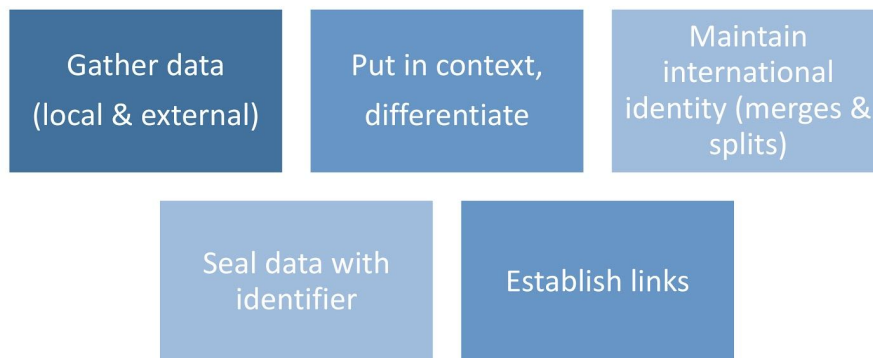 Gather data
(local & external)
Put in context,
differentiate
Maintain
international
identity (merges &
splits)
Seal data with
identifier
Establish links